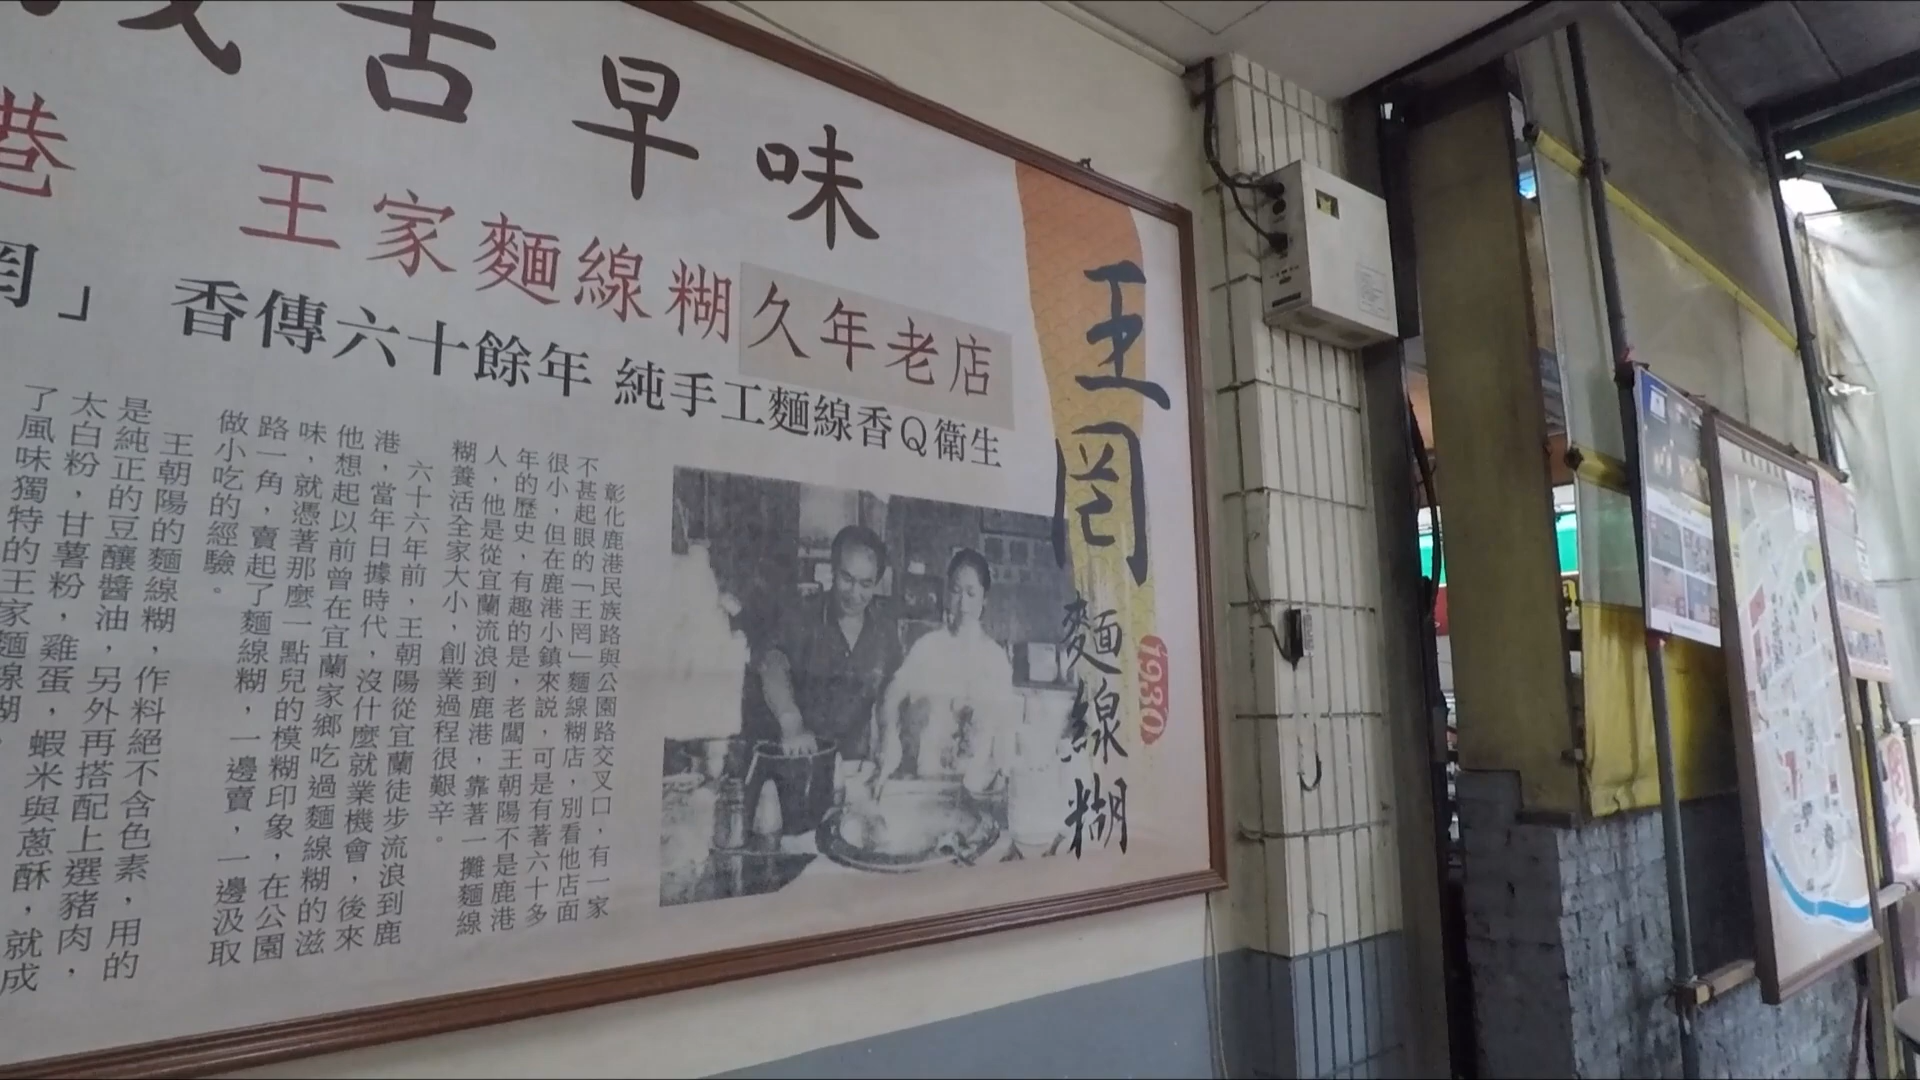 古早味
港 王家麵線糊 久年老店
罔」 香傳六十餘年 純手工麵線香Q衛生
王罔
麵線糊
1930
彰化鹿港民族路與公園路交叉口，有一家
不甚起眼的「王罔」麵線糊店，別看他店面
很小，但在鹿港小鎮來説，可是有著六十多
年的歷史，有趣的是，老闆王朝陽不是鹿港
人，他是從宜蘭流浪到鹿港，靠著一攤麵線
糊養活全家大小，創業過程很艱辛。
六十六年前，王朝陽從宜蘭徒步流浪到鹿
港，當年日據時代，沒什麼就業機會，後來
他想起以前曾在宜蘭家鄉吃過麵線糊的滋
味，就憑著那麼一點兒的模糊印象，在公園
路一角，賣起了麵線糊，一邊賣，一邊汲取
做小吃的經驗。
王朝陽的麵線糊，作料絕不含色素，用的
是純正的豆釀醬油，另外再搭配上選豬肉，
太白粉，甘薯粉，雞蛋，蝦米與蔥酥，就成
了風味獨特的王家麵線糊。